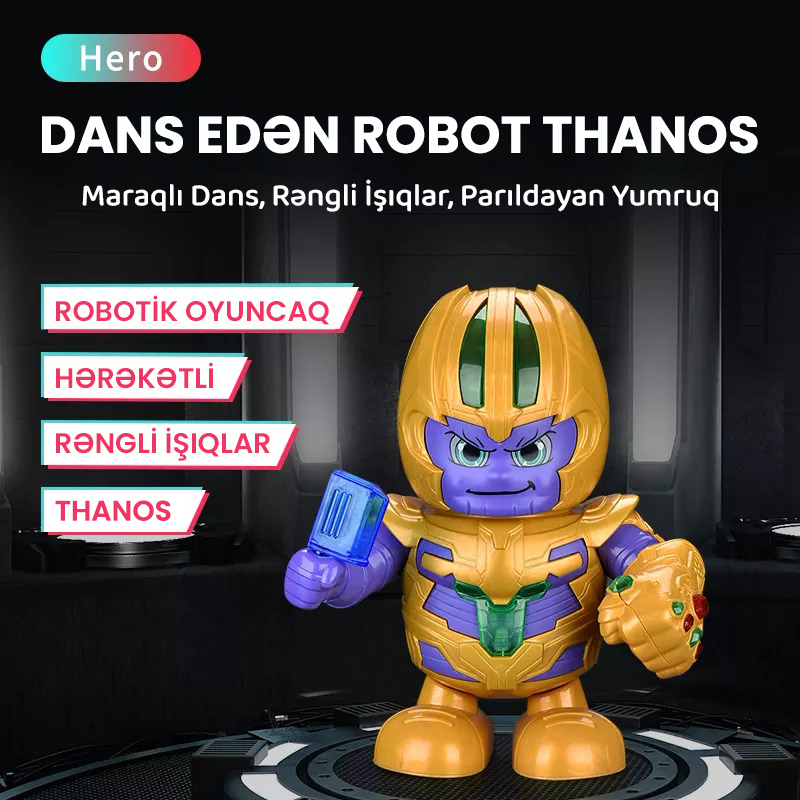 Hero
DANS EDƏN ROBOT THANOS
Maraqlı Dans, Rəngli İşıqlar, Parıldayan Yumruq
ROBOTİK OYUNCAQ
HƏRƏKƏTLİ
RƏNGLİ İŞIQLAR
THANOS